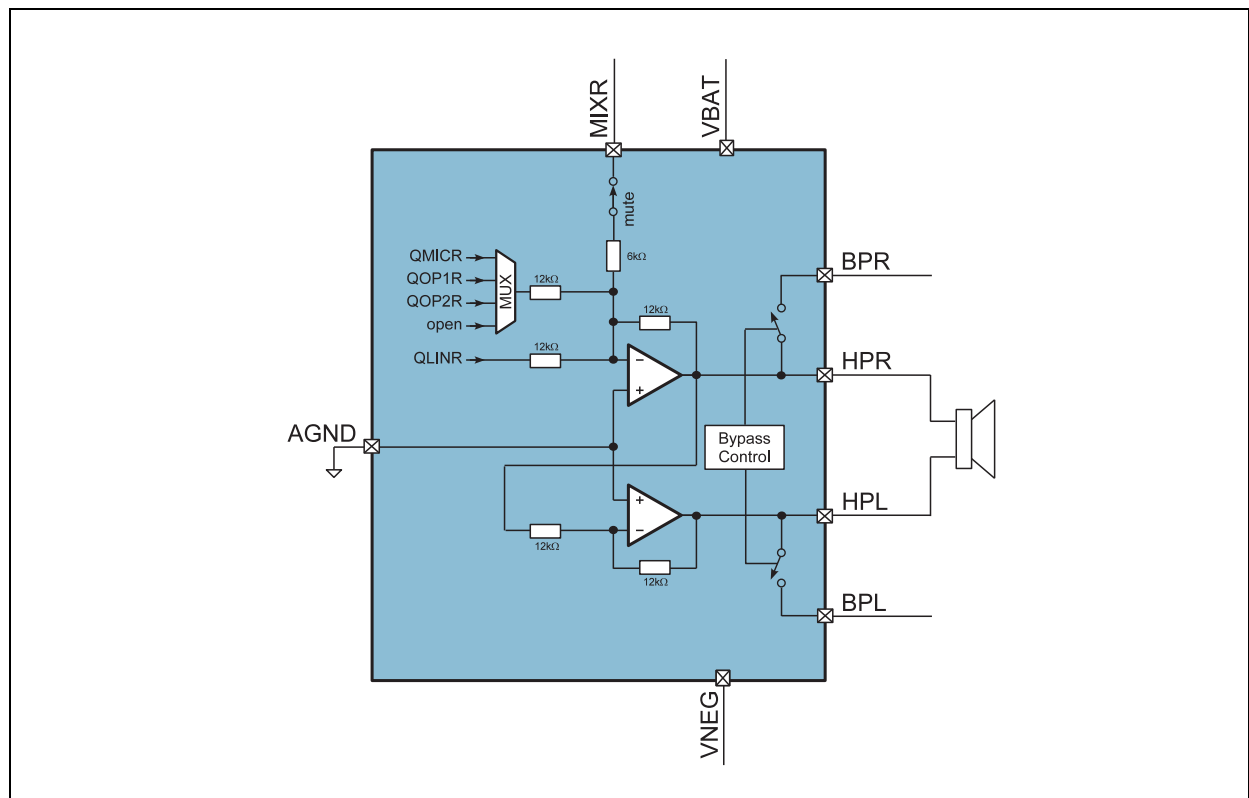 MIXR
VBAT
mute
QMICR
QOP1R
QOP2R
open
MUX
6kΩ
12kΩ
12kΩ
QLINR
12kΩ
−
+
BPR
HPR
AGND
Bypass
Control
+
−
12kΩ
12kΩ
HPL
BPL
VNEG